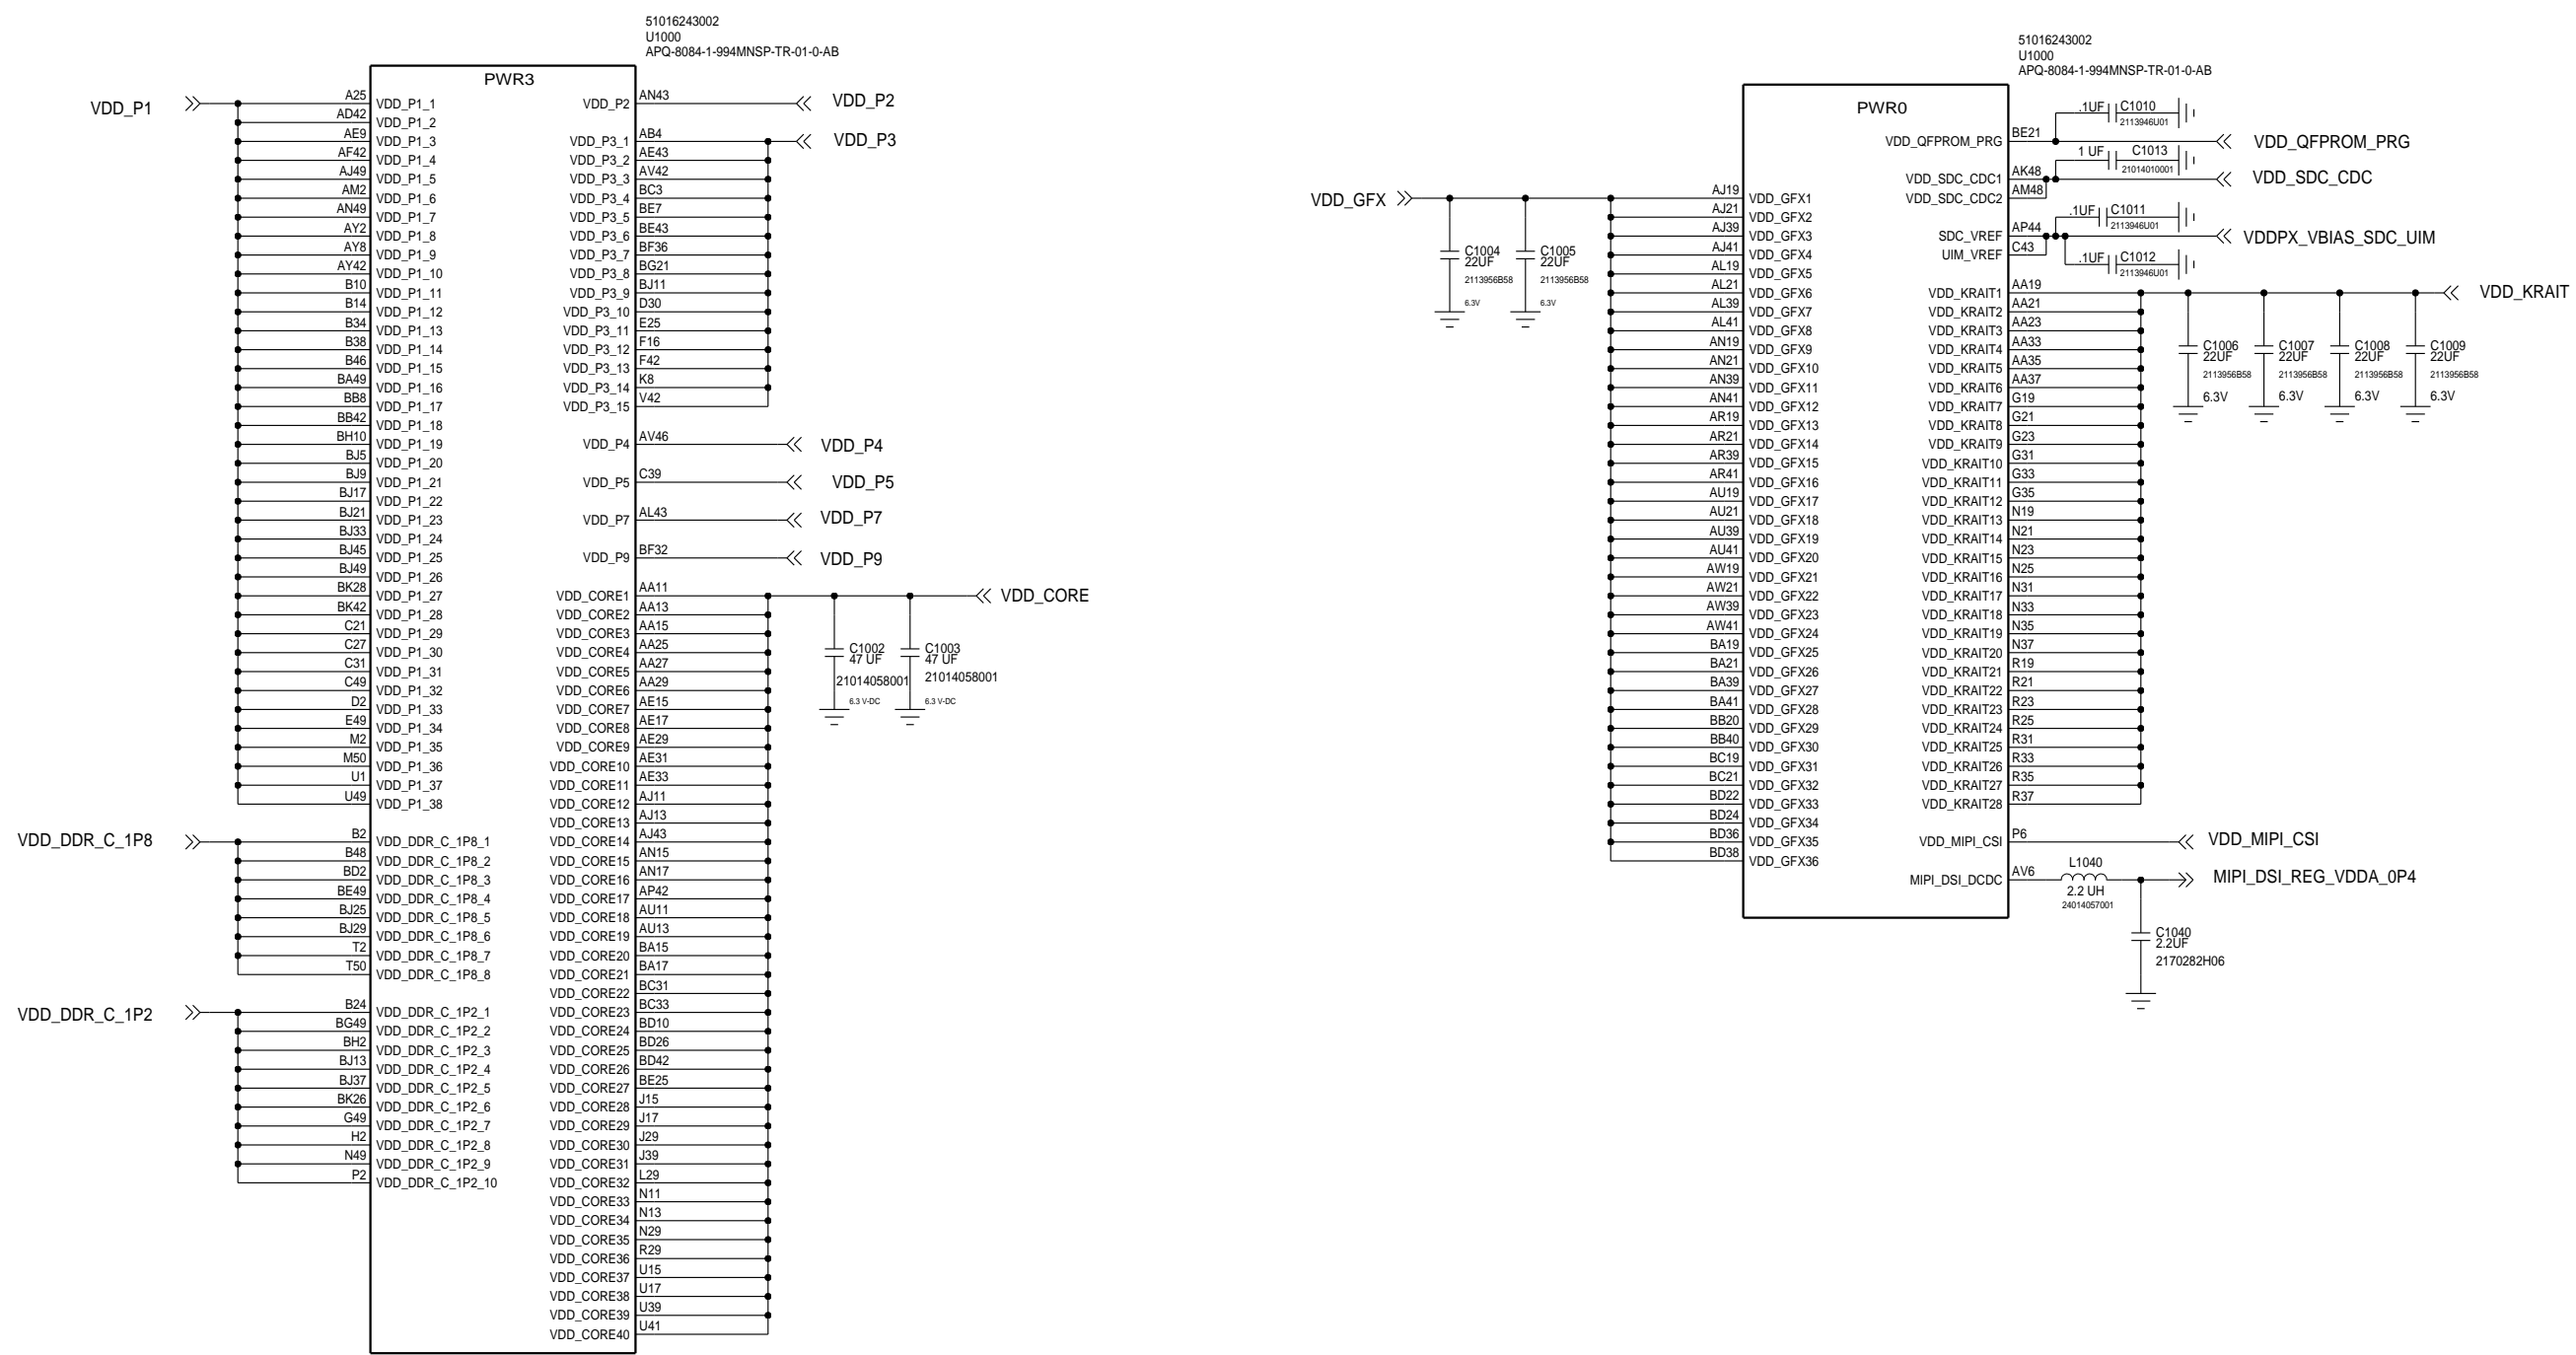 51016243002
U1000
APQ-8084-1-994MNSP-TR-01-0-AB
PWR3
VDD_P1
A25 VDD_P1_1
AD42 VDD_P1_2
AE9 VDD_P1_3
AF42 VDD_P1_4
AJ49 VDD_P1_5
AM2 VDD_P1_6
AN49 VDD_P1_7
AY2 VDD_P1_8
AY8 VDD_P1_9
AY42 VDD_P1_10
B10 VDD_P1_11
B14 VDD_P1_12
B34 VDD_P1_13
B38 VDD_P1_14
B46 VDD_P1_15
BA49 VDD_P1_16
BB8 VDD_P1_17
BB42 VDD_P1_18
BH10 VDD_P1_19
BJ5 VDD_P1_20
BJ9 VDD_P1_21
BJ17 VDD_P1_22
BJ21 VDD_P1_23
BJ33 VDD_P1_24
BJ45 VDD_P1_25
BJ49 VDD_P1_26
BK28 VDD_P1_27
BK42 VDD_P1_28
C21 VDD_P1_29
C27 VDD_P1_30
C31 VDD_P1_31
C49 VDD_P1_32
D2 VDD_P1_33
E49 VDD_P1_34
M2 VDD_P1_35
M50 VDD_P1_36
U1 VDD_P1_37
U49 VDD_P1_38
VDD_DDR_C_1P8
B2 VDD_DDR_C_1P8_1
B48 VDD_DDR_C_1P8_2
BD2 VDD_DDR_C_1P8_3
BE49 VDD_DDR_C_1P8_4
BJ25 VDD_DDR_C_1P8_5
BJ29 VDD_DDR_C_1P8_6
T2 VDD_DDR_C_1P8_7
T50 VDD_DDR_C_1P8_8
VDD_DDR_C_1P2
B24 VDD_DDR_C_1P2_1
BG49 VDD_DDR_C_1P2_2
BH2 VDD_DDR_C_1P2_3
BJ13 VDD_DDR_C_1P2_4
BJ37 VDD_DDR_C_1P2_5
BK26 VDD_DDR_C_1P2_6
G49 VDD_DDR_C_1P2_7
H2 VDD_DDR_C_1P2_8
N49 VDD_DDR_C_1P2_9
P2 VDD_DDR_C_1P2_10
VDD_P2 AN43 VDD_P2
VDD_P3_1 AB4 VDD_P3
VDD_P3_2 AE43
VDD_P3_3 AV42
VDD_P3_4 BC3
VDD_P3_5 BE7
VDD_P3_6 BE43
VDD_P3_7 BF36
VDD_P3_8 BG21
VDD_P3_9 BJ11
VDD_P3_10 D30
VDD_P3_11 E25
VDD_P3_12 F16
VDD_P3_13 F42
VDD_P3_14 K8
VDD_P3_15 V42
VDD_P4 AV46 VDD_P4
VDD_P5 C39 VDD_P5
VDD_P7 AL43 VDD_P7
VDD_P9 BF32 VDD_P9
VDD_CORE1 AA11 VDD_CORE
VDD_CORE2 AA13
VDD_CORE3 AA15
VDD_CORE4 AA25
VDD_CORE5 AA27
VDD_CORE6 AA29
VDD_CORE7 AE15
VDD_CORE8 AE17
VDD_CORE9 AE29
VDD_CORE10 AE31
VDD_CORE11 AE33
VDD_CORE12 AJ11
VDD_CORE13 AJ13
VDD_CORE14 AJ43
VDD_CORE15 AN15
VDD_CORE16 AN17
VDD_CORE17 AP42
VDD_CORE18 AU11
VDD_CORE19 AU13
VDD_CORE20 BA15
VDD_CORE21 BA17
VDD_CORE22 BC31
VDD_CORE23 BC33
VDD_CORE24 BD10
VDD_CORE25 BD26
VDD_CORE26 BD42
VDD_CORE27 BE25
VDD_CORE28 J15
VDD_CORE29 J17
VDD_CORE30 J29
VDD_CORE31 J39
VDD_CORE32 L29
VDD_CORE33 N11
VDD_CORE34 N13
VDD_CORE35 N29
VDD_CORE36 R29
VDD_CORE37 U15
VDD_CORE38 U17
VDD_CORE39 U39
VDD_CORE40 U41
C1002
47 UF
21014058001
6.3 V-DC
C1003
47 UF
21014058001
6.3 V-DC
51016243002
U1000
APQ-8084-1-994MNSP-TR-01-0-AB
PWR0
VDD_GFX
C1004
22UF
2113956B58
6.3V
C1005
22UF
2113956B58
6.3V
AJ19 VDD_GFX1
AJ21 VDD_GFX2
AJ39 VDD_GFX3
AJ41 VDD_GFX4
AL19 VDD_GFX5
AL21 VDD_GFX6
AL39 VDD_GFX7
AL41 VDD_GFX8
AN19 VDD_GFX9
AN21 VDD_GFX10
AN39 VDD_GFX11
AN41 VDD_GFX12
AR19 VDD_GFX13
AR21 VDD_GFX14
AR39 VDD_GFX15
AR41 VDD_GFX16
AU19 VDD_GFX17
AU21 VDD_GFX18
AU39 VDD_GFX19
AU41 VDD_GFX20
AW19 VDD_GFX21
AW21 VDD_GFX22
AW39 VDD_GFX23
AW41 VDD_GFX24
BA19 VDD_GFX25
BA21 VDD_GFX26
BA39 VDD_GFX27
BA41 VDD_GFX28
BB20 VDD_GFX29
BB40 VDD_GFX30
BC19 VDD_GFX31
BC21 VDD_GFX32
BD22 VDD_GFX33
BD24 VDD_GFX34
BD36 VDD_GFX35
BD38 VDD_GFX36
.1UF C1010
2113946U01
VDD_QFPROM_PRG BE21 VDD_QFPROM_PRG
1 UF C1013
21014010001
VDD_SDC_CDC1 AK48 VDD_SDC_CDC
VDD_SDC_CDC2 AM48
.1UF C1011
2113946U01
SDC_VREF AP44 VDDPX_VBIAS_SDC_UIM
UIM_VREF C43
.1UF C1012
2113946U01
VDD_KRAIT1 AA19 VDD_KRAIT
VDD_KRAIT2 AA21
VDD_KRAIT3 AA23
VDD_KRAIT4 AA33
VDD_KRAIT5 AA35
VDD_KRAIT6 AA37
VDD_KRAIT7 G19
VDD_KRAIT8 G21
VDD_KRAIT9 G23
VDD_KRAIT10 G31
VDD_KRAIT11 G33
VDD_KRAIT12 G35
VDD_KRAIT13 N19
VDD_KRAIT14 N21
VDD_KRAIT15 N23
VDD_KRAIT16 N25
VDD_KRAIT17 N31
VDD_KRAIT18 N33
VDD_KRAIT19 N35
VDD_KRAIT20 N37
VDD_KRAIT21 R19
VDD_KRAIT22 R21
VDD_KRAIT23 R23
VDD_KRAIT24 R25
VDD_KRAIT25 R31
VDD_KRAIT26 R33
VDD_KRAIT27 R35
VDD_KRAIT28 R37
C1006
22UF
2113956B58
6.3V
C1007
22UF
2113956B58
6.3V
C1008
22UF
2113956B58
6.3V
C1009
22UF
2113956B58
6.3V
VDD_MIPI_CSI P6 VDD_MIPI_CSI
MIPI_DSI_DCDC AV6 MIPI_DSI_REG_VDDA_0P4
L1040
2.2 UH
24014057001
C1040
2.2UF
2170282H06